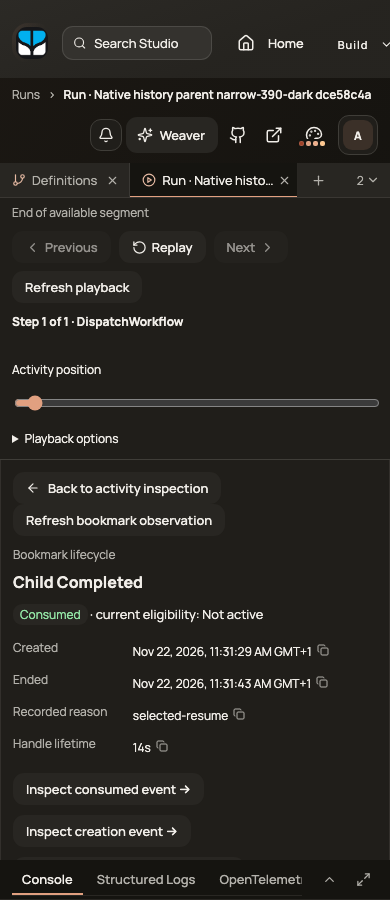 Search Studio
Home
Build
Runs › Run · Native history parent narrow-390-dark dce58c4a
Weaver
A
Definitions
Run · Native histo...
2
End of available segment
Previous
Replay
Next
Refresh playback
Step 1 of 1 · DispatchWorkflow
Activity position
Playback options
Back to activity inspection
Refresh bookmark observation
Bookmark lifecycle
Child Completed
Consumed · current eligibility: Not active
Created Nov 22, 2026, 11:31:29 AM GMT+1
Ended Nov 22, 2026, 11:31:43 AM GMT+1
Recorded reason selected-resume
Handle lifetime 14s
Inspect consumed event →
Inspect creation event →
Console
Structured Logs
OpenTelemet